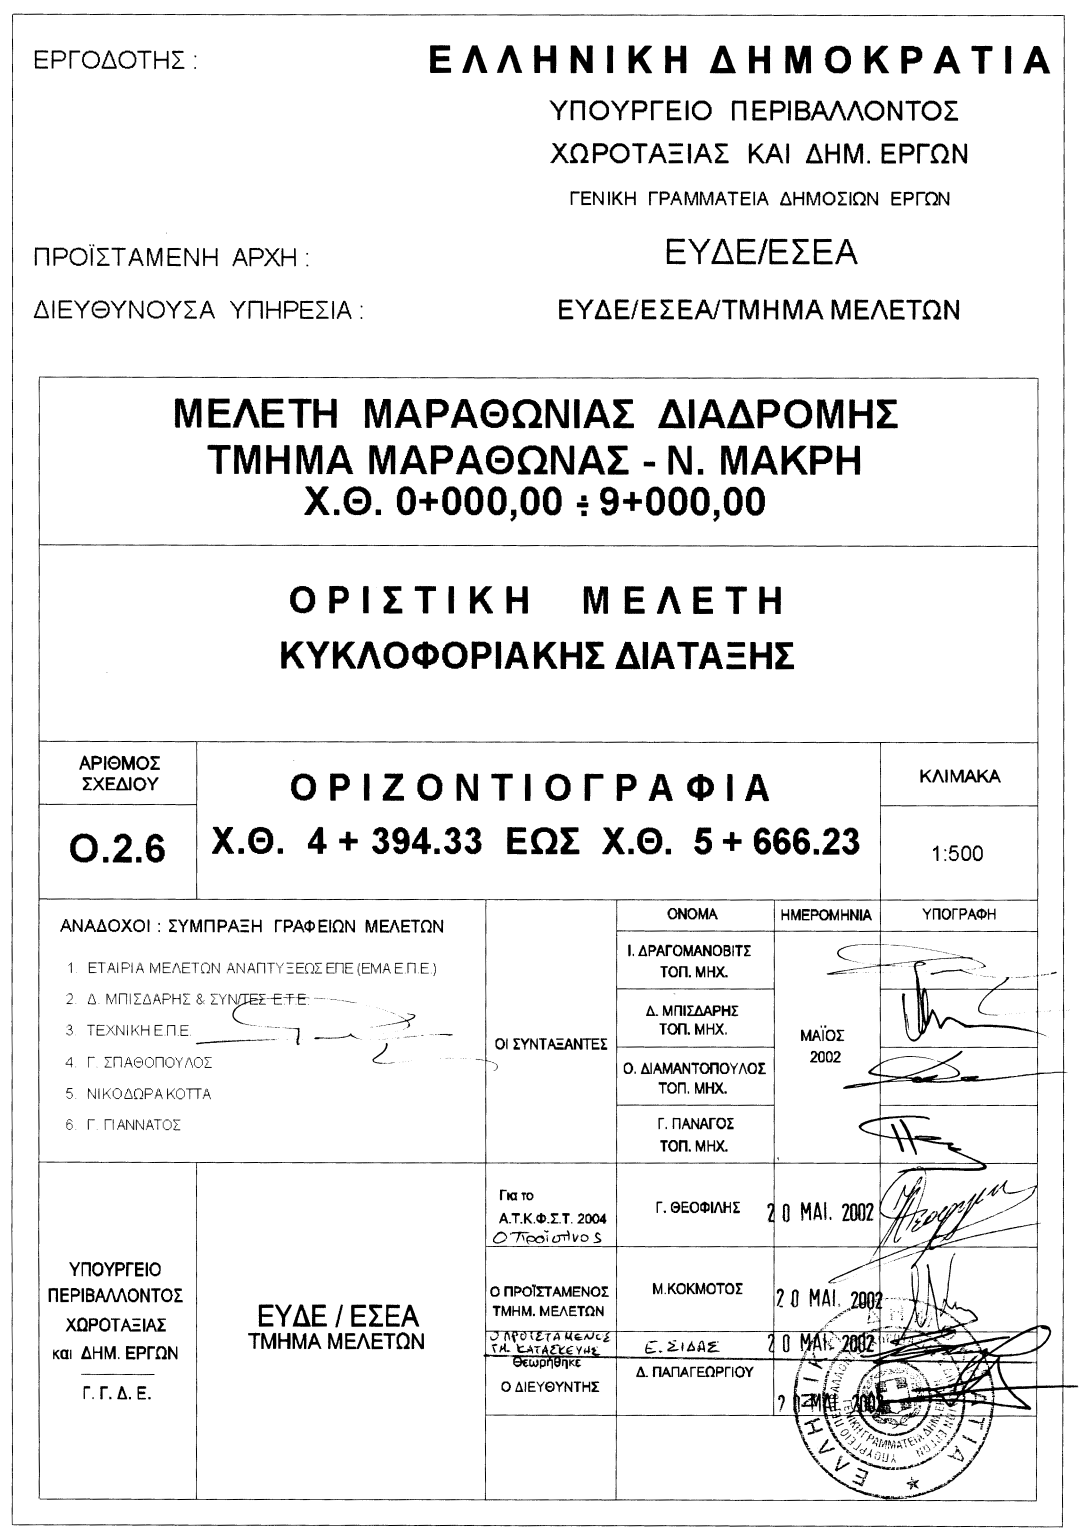 ΕΡΓΟΔΟΤΗΣ :
ΕΛΛΗΝΙΚΗ ΔΗΜΟΚΡΑΤΙΑ
ΥΠΟΥΡΓΕΙΟ ΠΕΡΙΒΑΛΛΟΝΤΟΣ
ΧΩΡΟΤΑΞΙΑΣ ΚΑΙ ΔΗΜ. ΕΡΓΩΝ
ΓΕΝΙΚΗ ΓΡΑΜΜΑΤΕΙΑ ΔΗΜΟΣΙΩΝ ΕΡΓΩΝ
ΠΡΟΪΣΤΑΜΕΝΗ ΑΡΧΗ :
ΕΥΔΕ/ΕΣΕΑ
ΔΙΕΥΘΥΝΟΥΣΑ ΥΠΗΡΕΣΙΑ :
ΕΥΔΕ/ΕΣΕΑ/ΤΜΗΜΑ ΜΕΛΕΤΩΝ
ΜΕΛΕΤΗ ΜΑΡΑΘΩΝΙΑΣ ΔΙΑΔΡΟΜΗΣ
ΤΜΗΜΑ ΜΑΡΑΘΩΝΑΣ - Ν. ΜΑΚΡΗ
Χ.Θ. 0+000,00 ÷ 9+000,00
ΟΡΙΣΤΙΚΗ ΜΕΛΕΤΗ
ΚΥΚΛΟΦΟΡΙΑΚΗΣ ΔΙΑΤΑΞΗΣ
ΑΡΙΘΜΟΣ
ΣΧΕΔΙΟΥ
Ο.2.6
ΟΡΙΖΟΝΤΙΟΓΡΑΦΙΑ
Χ.Θ. 4 + 394.33 ΕΩΣ Χ.Θ. 5 + 666.23
ΚΛΙΜΑΚΑ
1:500
ΑΝΑΔΟΧΟΙ : ΣΥΜΠΡΑΞΗ ΓΡΑΦΕΙΩΝ ΜΕΛΕΤΩΝ
1. ΕΤΑΙΡΙΑ ΜΕΛΕΤΩΝ ΑΝΑΠΤΥΞΕΩΣ ΕΠΕ (ΕΜΑ Ε.Π.Ε.)
2. Δ. ΜΠΙΣΔΑΡΗΣ & ΣΥΝ/ΤΕΣ Ε.Τ.Ε.
3. ΤΕΧΝΙΚΗ Ε.Π.Ε.
4. Γ. ΣΠΑΘΟΠΟΥΛΟΣ
5. ΝΙΚΟΔΩΡΑ ΚΟΤΤΑ
6. Γ. ΓΙΑΝΝΑΤΟΣ
ΟΙ ΣΥΝΤΑΞΑΝΤΕΣ
ΟΝΟΜΑ
ΗΜΕΡΟΜΗΝΙΑ
ΥΠΟΓΡΑΦΗ
Ι. ΔΡΑΓΟΜΑΝΟΒΙΤΣ
ΤΟΠ. ΜΗΧ.
Δ. ΜΠΙΣΔΑΡΗΣ
ΤΟΠ. ΜΗΧ.
Ο. ΔΙΑΜΑΝΤΟΠΟΥΛΟΣ
ΤΟΠ. ΜΗΧ.
Γ. ΠΑΝΑΓΟΣ
ΤΟΠ. ΜΗΧ.
ΜΑΪΟΣ
2002
ΥΠΟΥΡΓΕΙΟ
ΠΕΡΙΒΑΛΛΟΝΤΟΣ
ΧΩΡΟΤΑΞΙΑΣ
και ΔΗΜ. ΕΡΓΩΝ
Γ. Γ. Δ. Ε.
ΕΥΔΕ / ΕΣΕΑ
ΤΜΗΜΑ ΜΕΛΕΤΩΝ
Για το
Α.Τ.Κ.Φ.Σ.Τ. 2004
Γ. ΘΕΟΦΙΛΗΣ
20 ΜΑΙ. 2002
Ο ΠΡΟΪΣΤΑΜΕΝΟΣ
ΤΜΗΜ. ΜΕΛΕΤΩΝ
Μ. ΚΟΚΜΟΤΟΣ
20 ΜΑΙ. 2002
Ο ΠΡΟΪΣΤΑΜΕΝΟΣ
ΤΜ. ΚΑΤΑΣΚΕΥΗΣ
Ε. ΣΙΔΑΣ
20 ΜΑΙ. 2002
Θεωρήθηκε
Ο ΔΙΕΥΘΥΝΤΗΣ
Δ. ΠΑΠΑΓΕΩΡΓΙΟΥ
20 ΜΑΙ. 2002